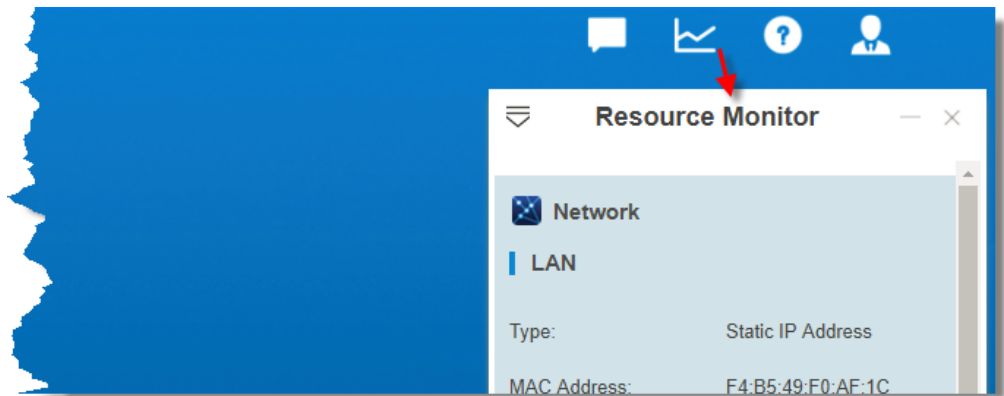 Resource Monitor
Network
LAN
Type: Static IP Address
MAC Address: F4:B5:49:F0:AF:1C